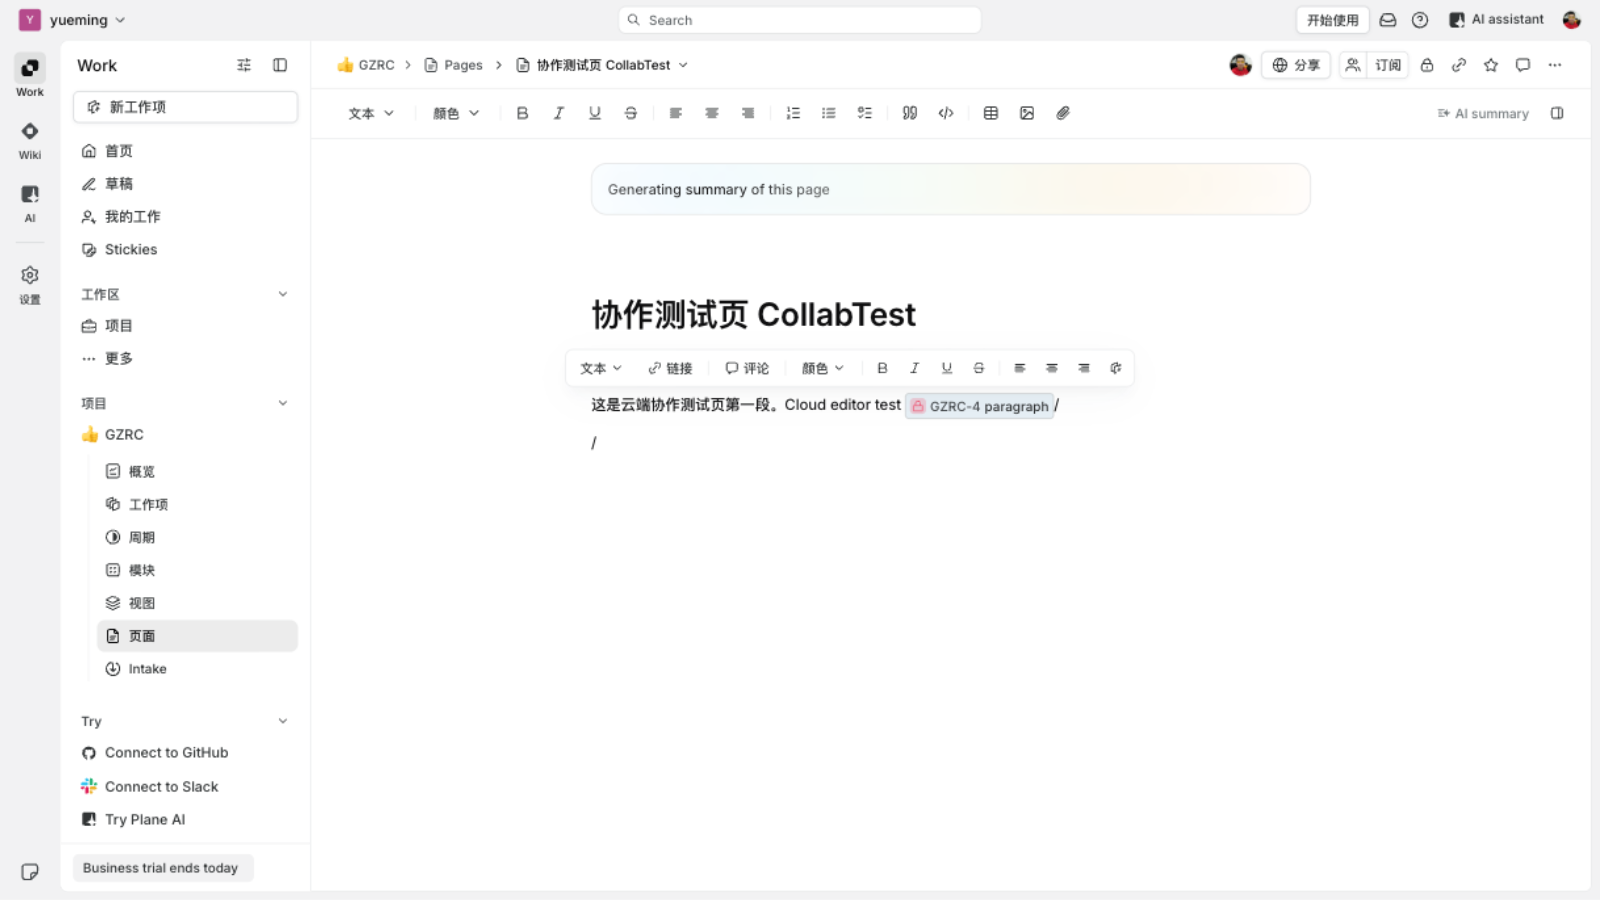 Y yueming
Search
开始使用
AI assistant
Work
Wiki
AI
设置
Work
新工作项
首页
草稿
我的工作
Stickies
工作区
项目
更多
项目
GZRC
概览
工作项
周期
模块
视图
页面
Intake
Try
Connect to GitHub
Connect to Slack
Try Plane AI
Business trial ends today
GZRC > Pages > 协作测试页 CollabTest
分享
订阅
文本 颜色 B I U S
AI summary
Generating summary of this page
协作测试页 CollabTest
文本 链接 评论 颜色 B I U S
这是云端协作测试页第一段。Cloud editor test GZRC-4 paragraph /
/